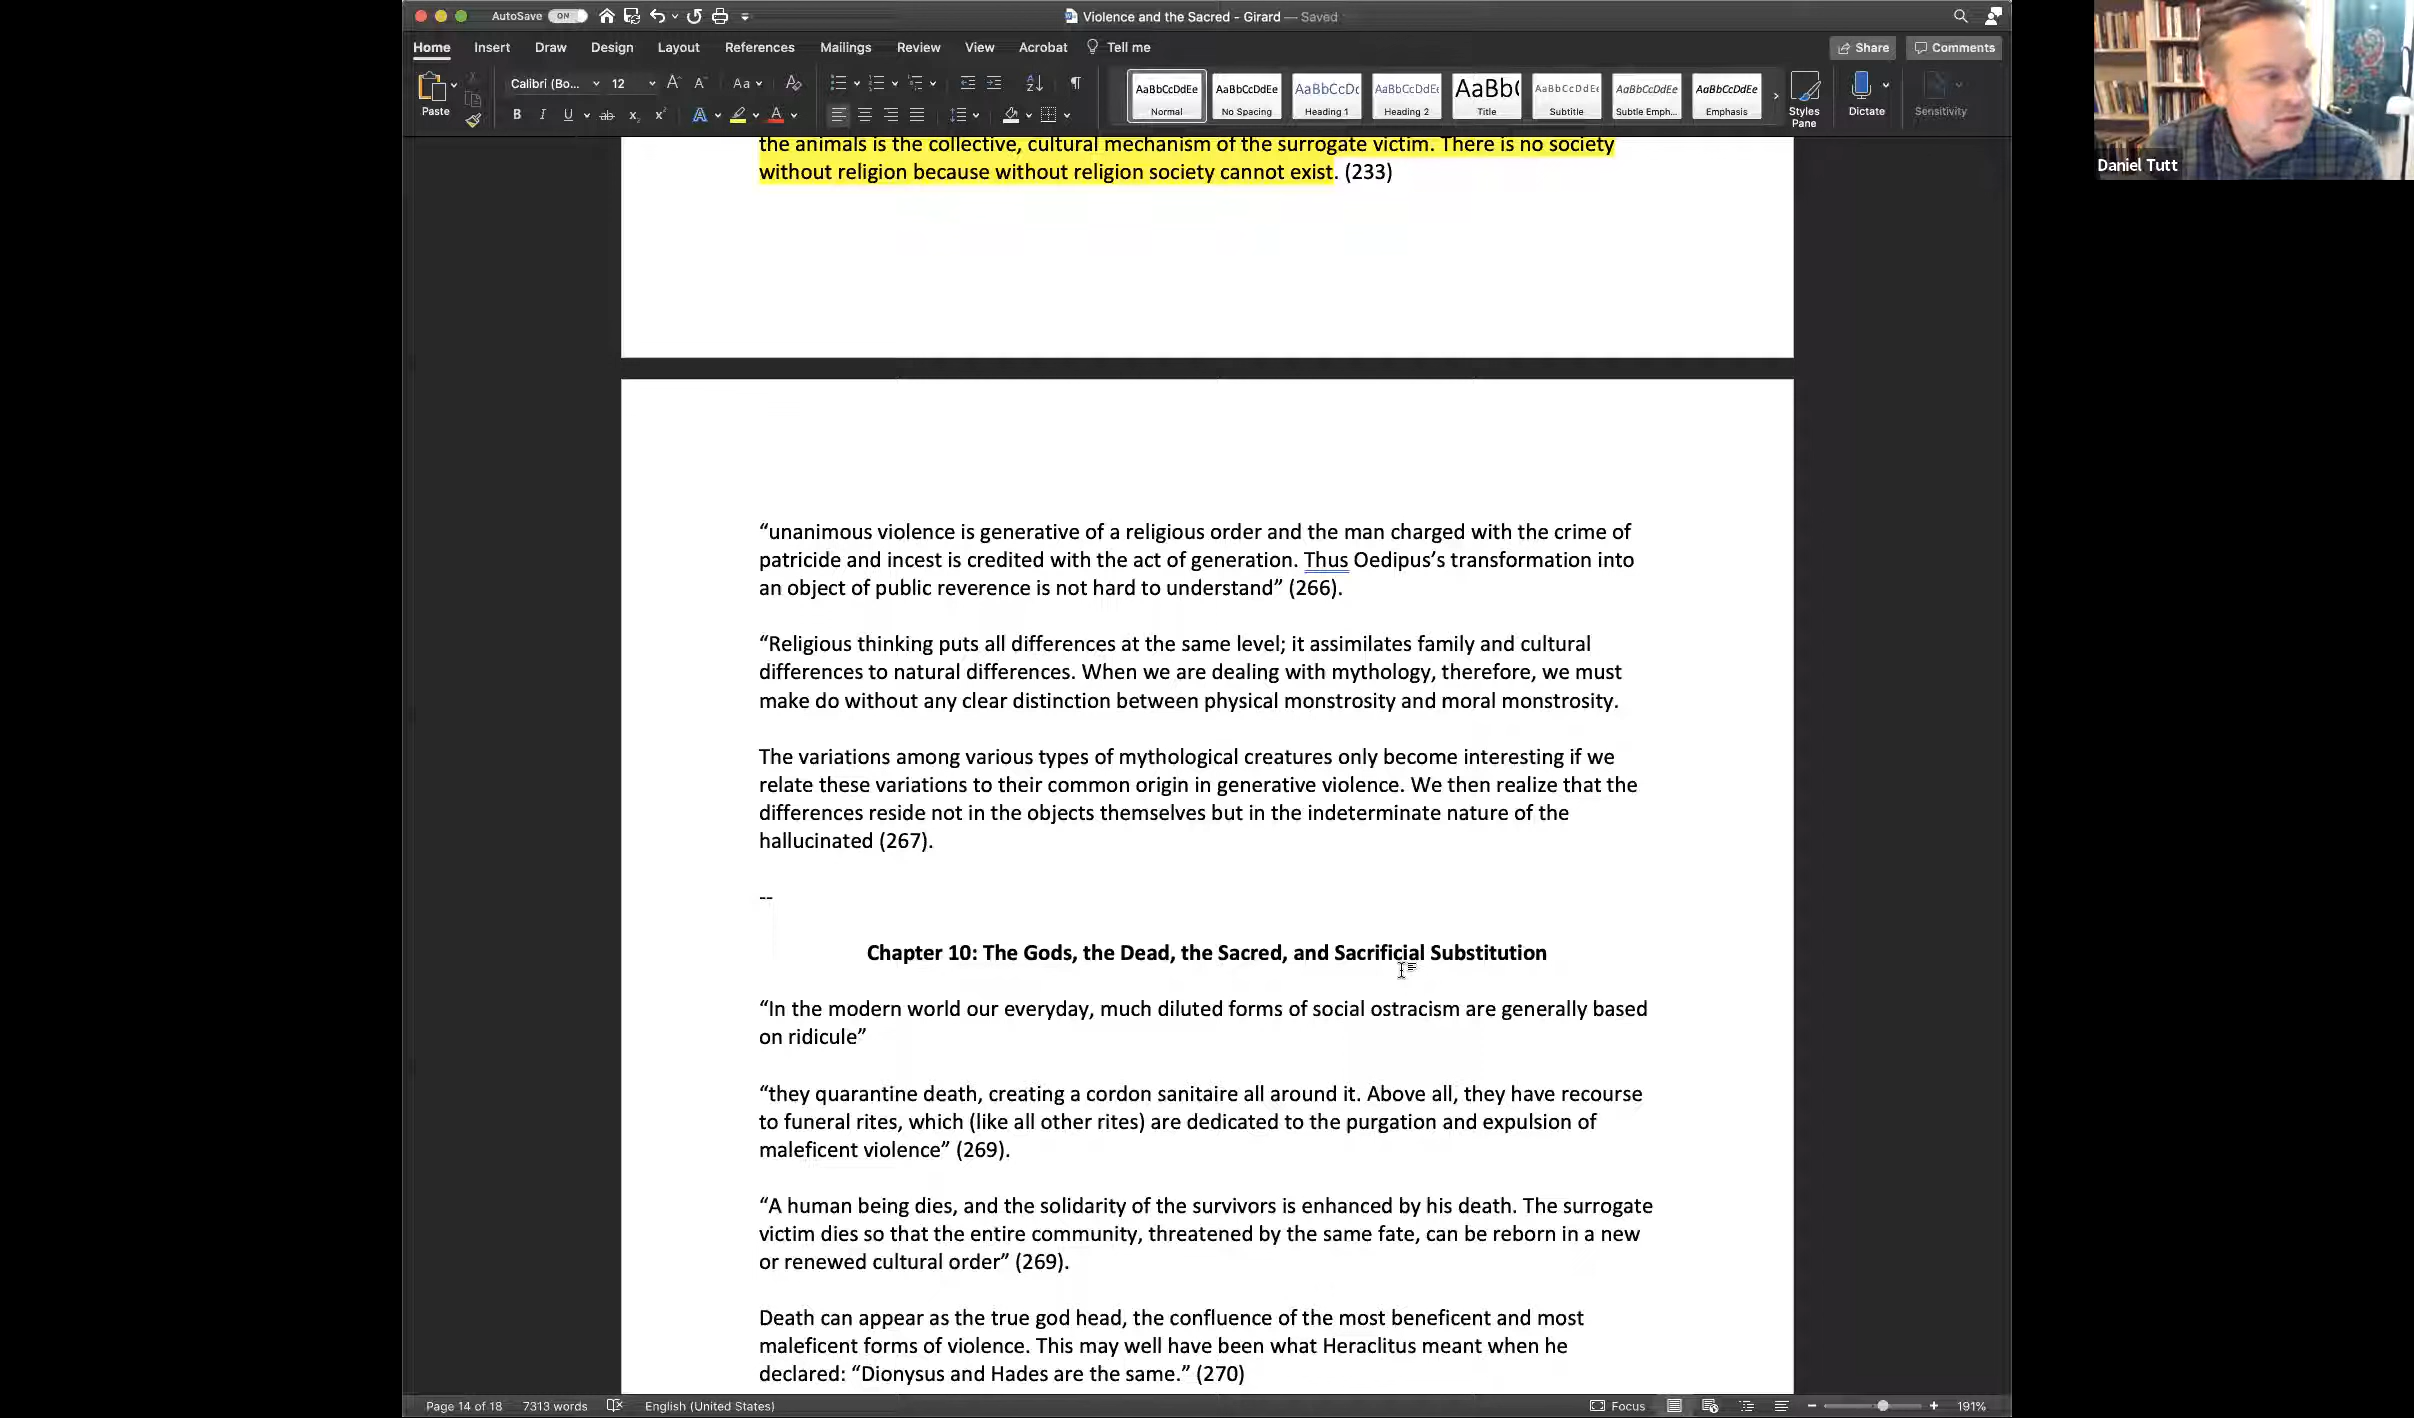 AutoSave ON Violence and the Sacred - Girard — Saved
Home Insert Draw Design Layout References Mailings Review View Acrobat Tell me Share Comments
Paste Calibri (Bo... 12 Aa
AaBbCcDdEe AaBbCcDdEe AaBbCcDc AaBbCcDdEe AaBb( AaBbCcDdEe AaBbCcDdEe AaBbCcDdEe
Normal No Spacing Heading 1 Heading 2 Title Subtitle Subtle Emph... Emphasis
Styles Pane Dictate Sensitivity
Daniel Tutt
the animals is the collective, cultural mechanism of the surrogate victim. There is no society
without religion because without religion society cannot exist. (233)
“unanimous violence is generative of a religious order and the man charged with the crime of
patricide and incest is credited with the act of generation. Thus Oedipus’s transformation into
an object of public reverence is not hard to understand” (266).
“Religious thinking puts all differences at the same level; it assimilates family and cultural
differences to natural differences. When we are dealing with mythology, therefore, we must
make do without any clear distinction between physical monstrosity and moral monstrosity.
The variations among various types of mythological creatures only become interesting if we
relate these variations to their common origin in generative violence. We then realize that the
differences reside not in the objects themselves but in the indeterminate nature of the
hallucinated (267).
--
Chapter 10: The Gods, the Dead, the Sacred, and Sacrificial Substitution
“In the modern world our everyday, much diluted forms of social ostracism are generally based
on ridicule”
“they quarantine death, creating a cordon sanitaire all around it. Above all, they have recourse
to funeral rites, which (like all other rites) are dedicated to the purgation and expulsion of
maleficent violence” (269).
“A human being dies, and the solidarity of the survivors is enhanced by his death. The surrogate
victim dies so that the entire community, threatened by the same fate, can be reborn in a new
or renewed cultural order” (269).
Death can appear as the true god head, the confluence of the most beneficent and most
maleficent forms of violence. This may well have been what Heraclitus meant when he
declared: “Dionysus and Hades are the same.” (270)
Page 14 of 18 7313 words English (United States) Focus 191%